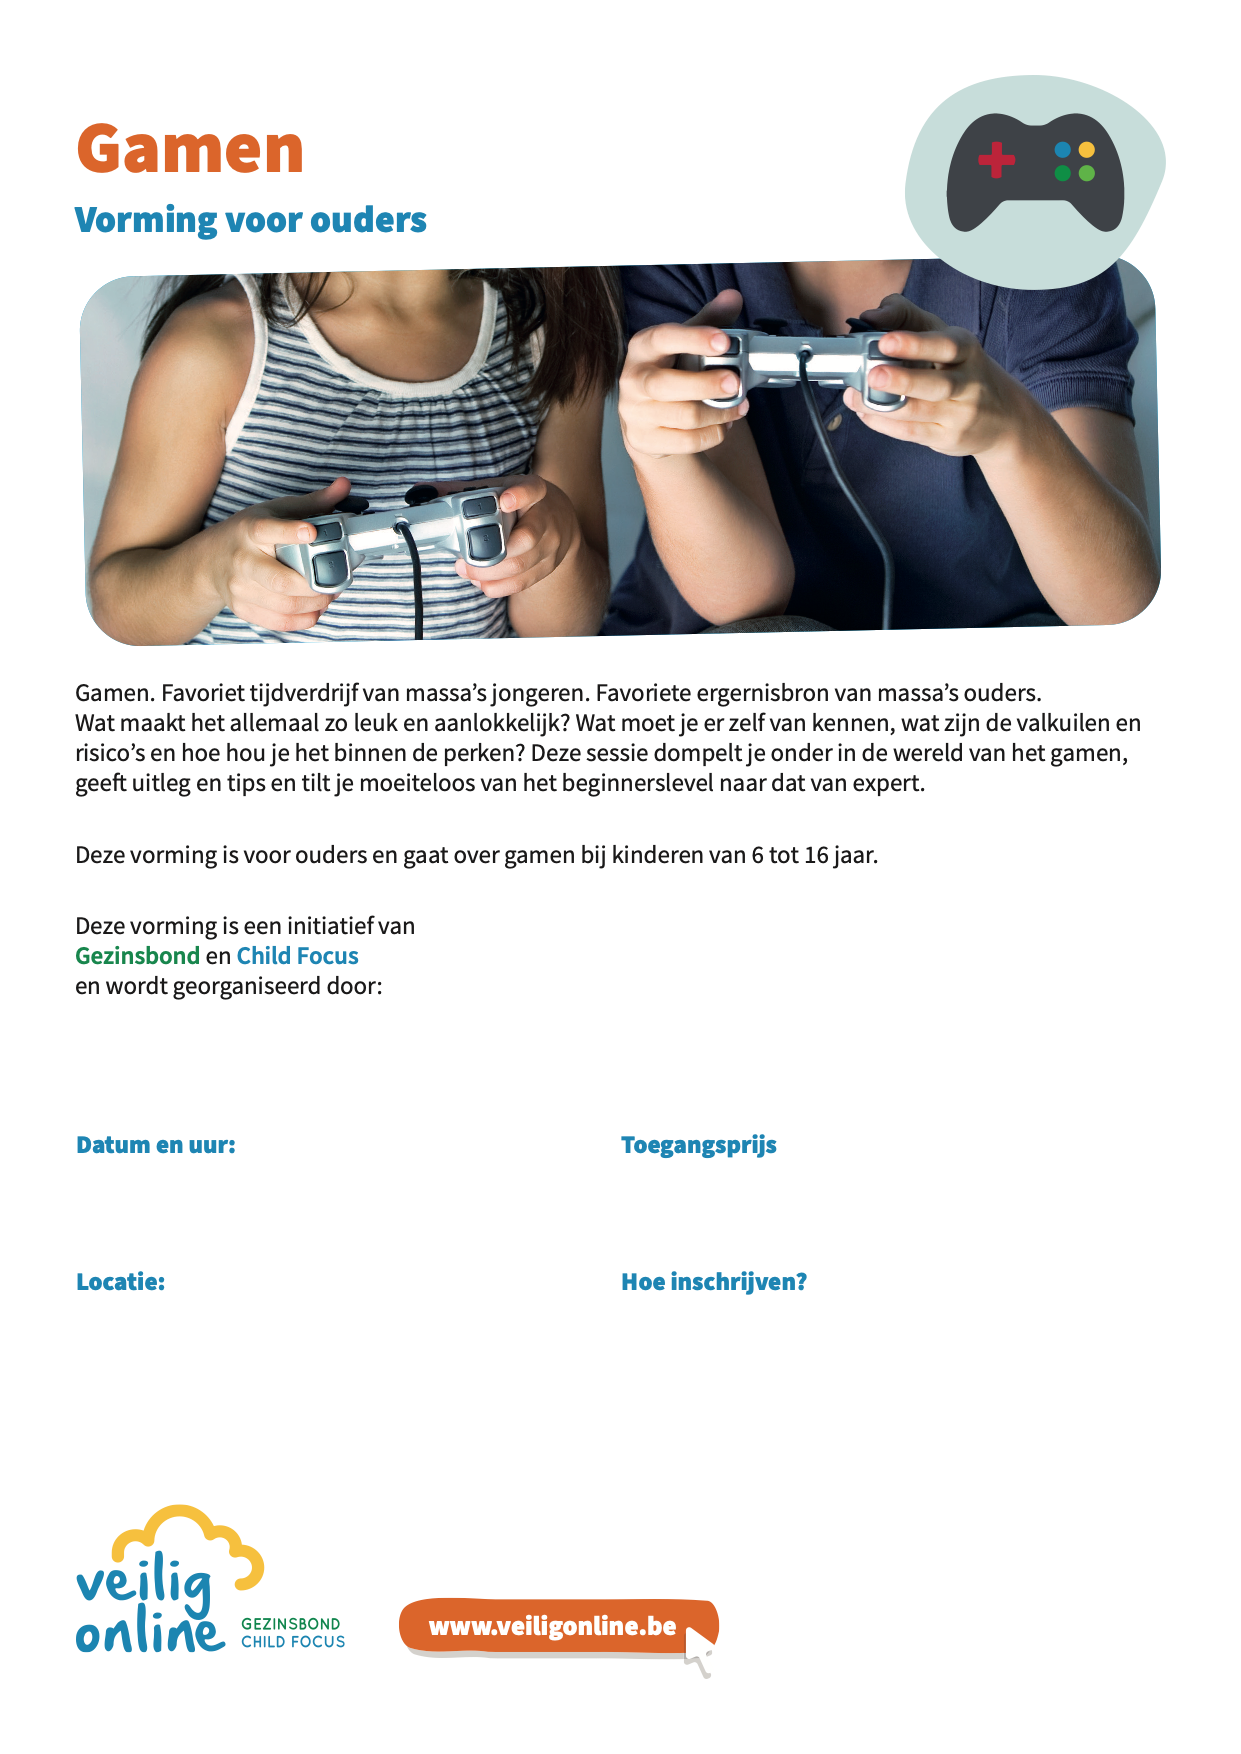 Gamen
Vorming voor ouders
Gamen. Favoriet tijdverdrijf van massa’s jongeren. Favoriete ergernisbron van massa’s ouders.
Wat maakt het allemaal zo leuk en aanlokkelijk? Wat moet je er zelf van kennen, wat zijn de valkuilen en
risico’s en hoe hou je het binnen de perken? Deze sessie dompelt je onder in de wereld van het gamen,
geeft uitleg en tips en tilt je moeiteloos van het beginnerslevel naar dat van expert.
Deze vorming is voor ouders en gaat over gamen bij kinderen van 6 tot 16 jaar.
Deze vorming is een initiatief van
Gezinsbond en Child Focus
en wordt georganiseerd door:
Datum en uur:
Toegangsprijs
Locatie:
Hoe inschrijven?
veilig
online
GEZINSBOND
CHILD FOCUS
www.veiligonline.be